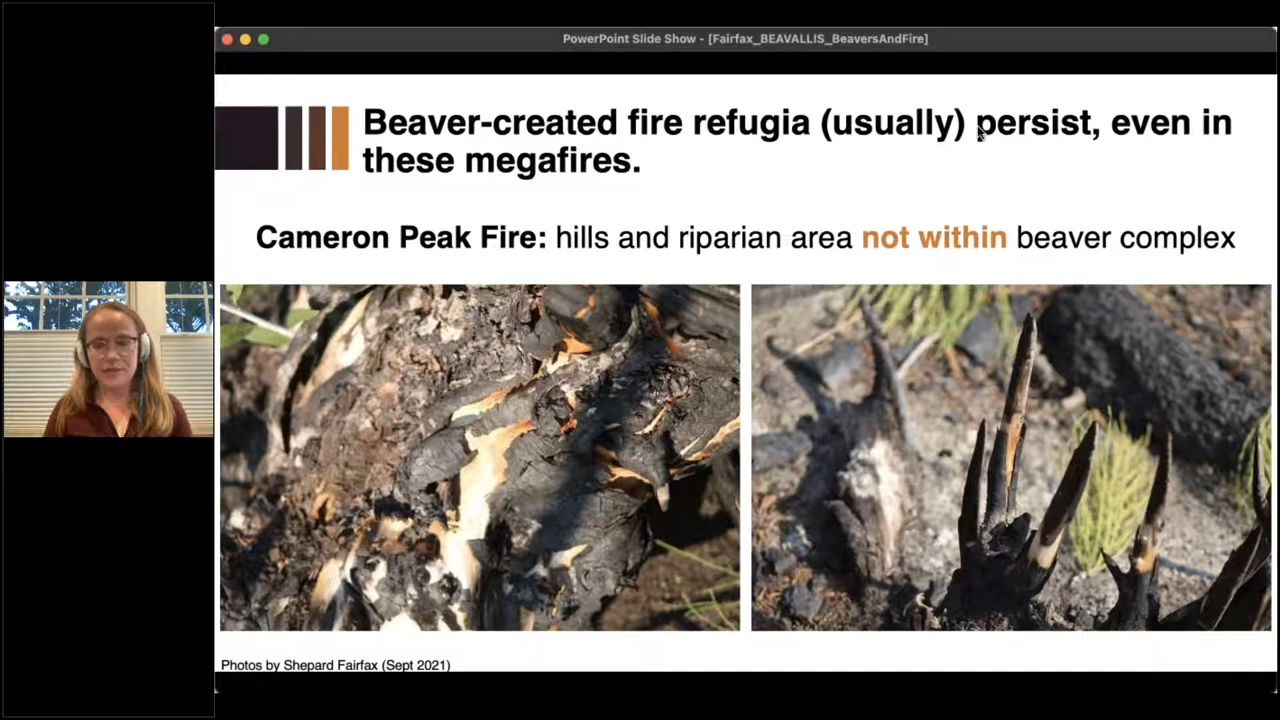 PowerPoint Slide Show - [Fairfax_BEAVALLIS_BeaversAndFire]
Beaver-created fire refugia (usually) persist, even in
these megafires.
Cameron Peak Fire: hills and riparian area not within beaver complex
Photos by Shepard Fairfax (Sept 2021)